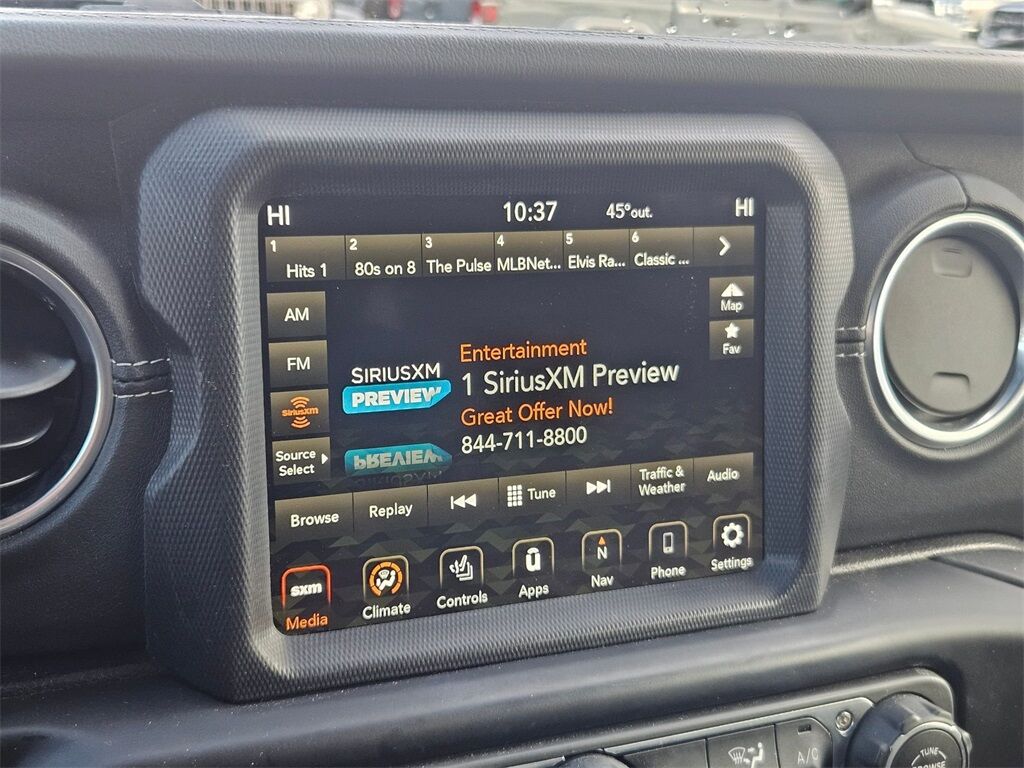 HI 10:37 45° out. HI
1 Hits 1 2 80s on 8 3 The Pulse 4 MLBNet... 5 Elvis Ra... 6 Classic ...
AM
FM
SiriusXM
Source
Select
Map
Fav
SIRIUSXM
PREVIEW
Entertainment
1 SiriusXM Preview
Great Offer Now!
844-711-8800
Browse Replay Tune Traffic &
Weather Audio
sxm
Media Climate Controls
u
Apps
N
Nav Phone Settings
A/C
TUNE
BROWSE